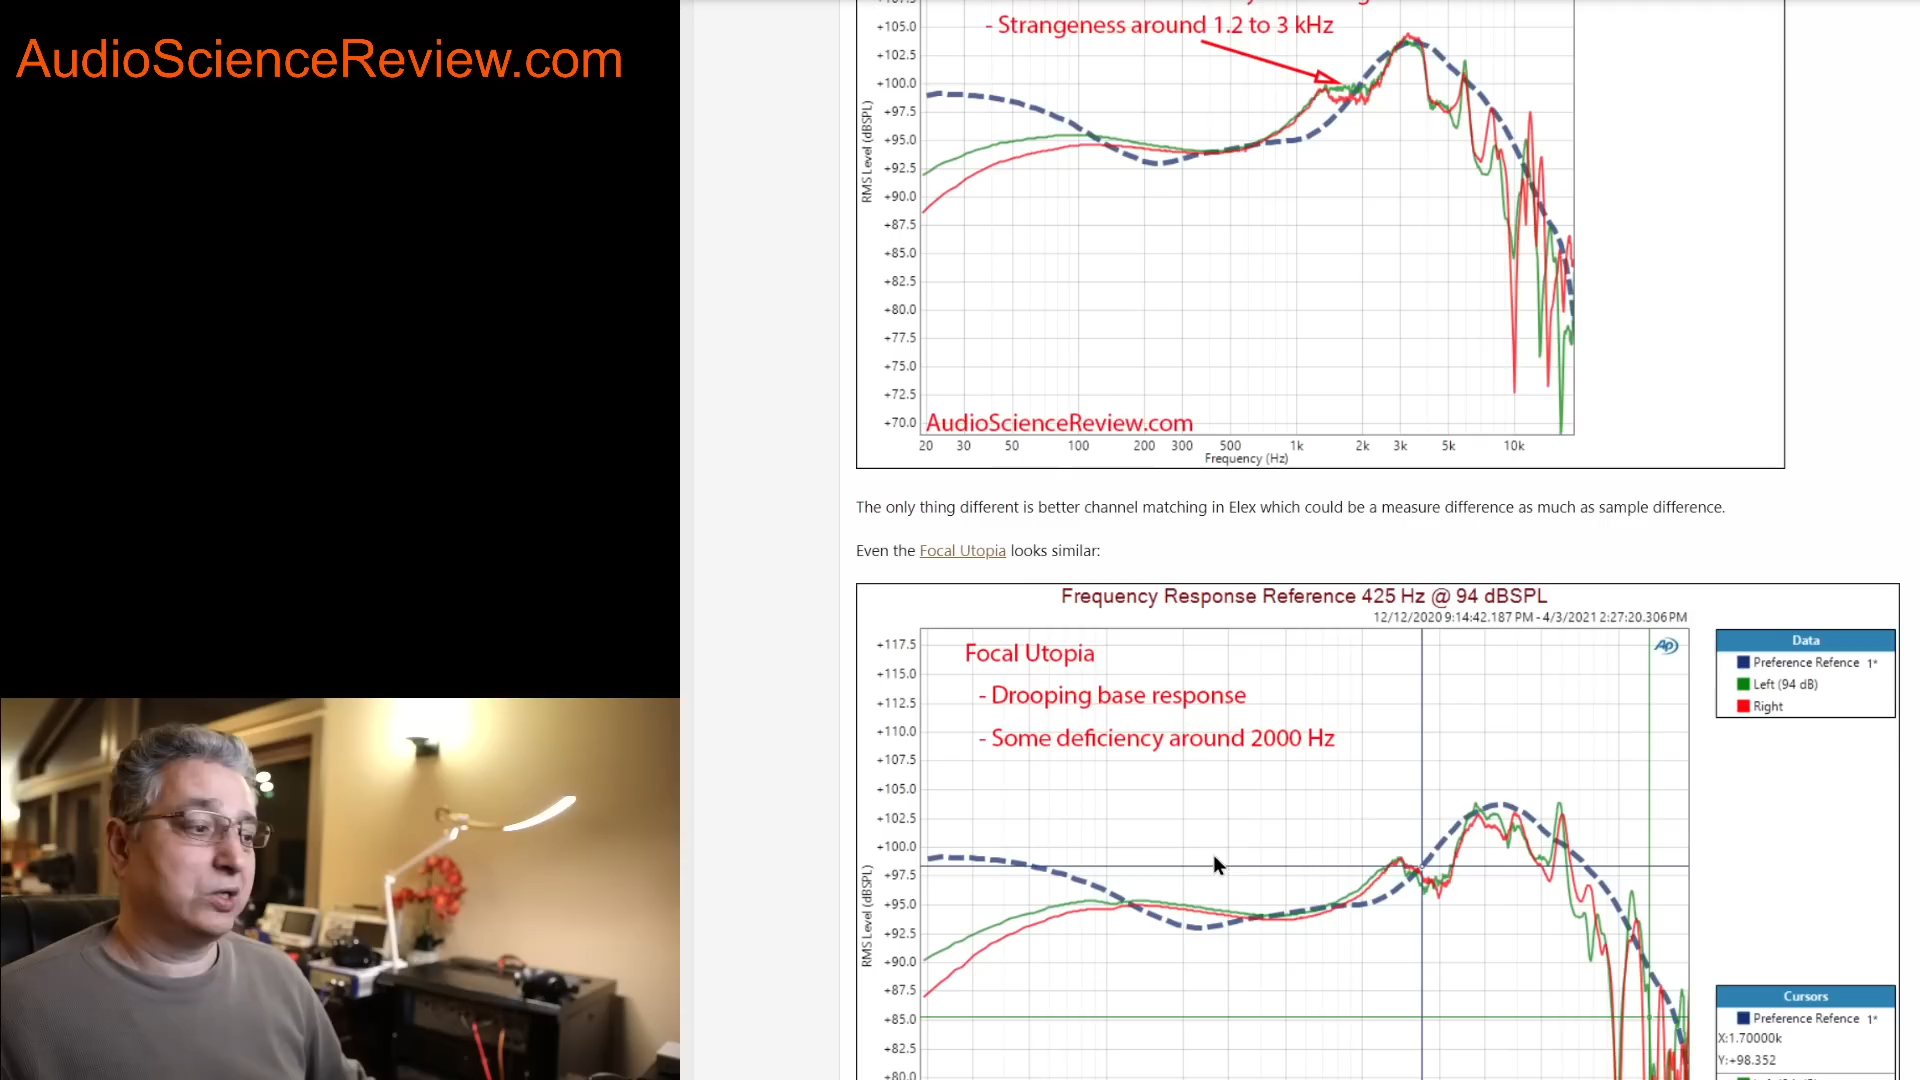 AudioScienceReview.com
- Strangeness around 1.2 to 3 kHz
+105.0
+102.5
+100.0
+97.5
+95.0
+92.5
+90.0
+87.5
+85.0
+82.5
+80.0
+77.5
+75.0
+72.5
+70.0
RMS Level (dBSPL)
AudioScienceReview.com
20 30 50 100 200 300 500 1k 2k 3k 5k 10k
Frequency (Hz)
The only thing different is better channel matching in Elex which could be a measure difference as much as sample difference.
Even the Focal Utopia looks similar:
Frequency Response Reference 425 Hz @ 94 dBSPL
12/12/2020 9:14:42.187 PM - 4/3/2021 2:27:20.306 PM
Focal Utopia
- Drooping base response
- Some deficiency around 2000 Hz
AP
+117.5
+115.0
+112.5
+110.0
+107.5
+105.0
+102.5
+100.0
+97.5
+95.0
+92.5
+90.0
+87.5
+85.0
+82.5
+80.0
RMS Level (dBSPL)
Data
Preference Refence 1*
Left (94 dB)
Right
Cursors
Preference Refence 1*
X:1.70000k
Y:+98.352